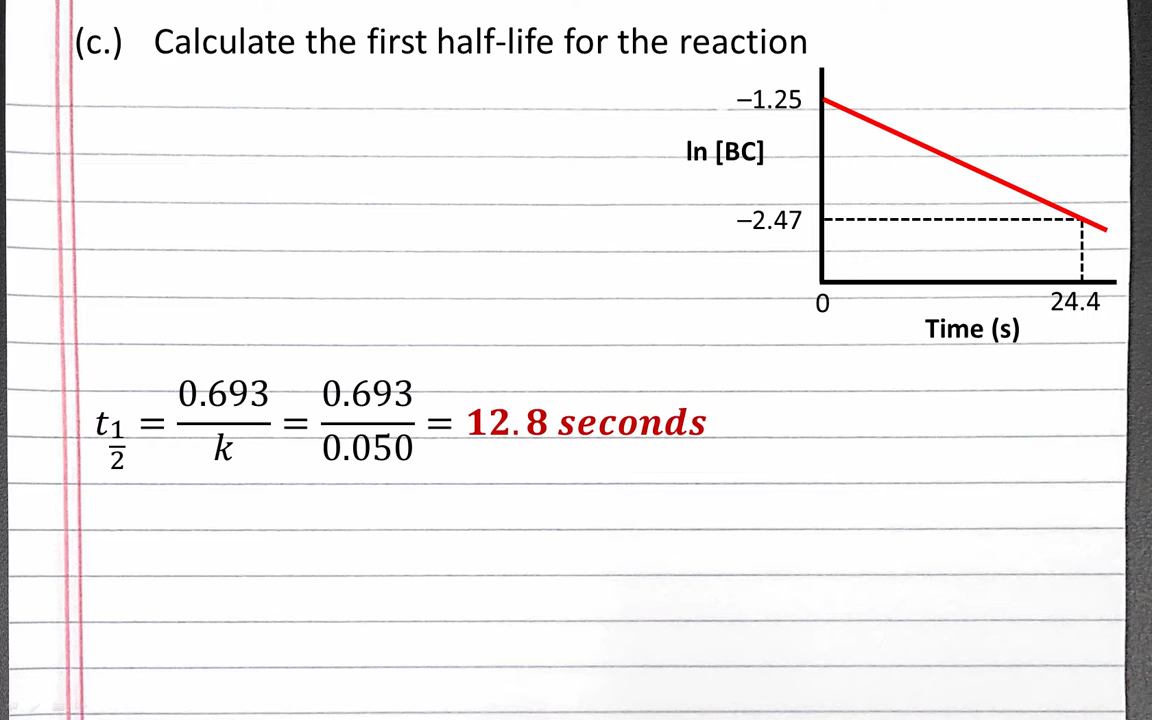 (c.) Calculate the first half-life for the reaction
–1.25
ln [BC]
–2.47
0 24.4
Time (s)
t1/2 = 0.693/k = 0.693/0.050 = 12.8 seconds